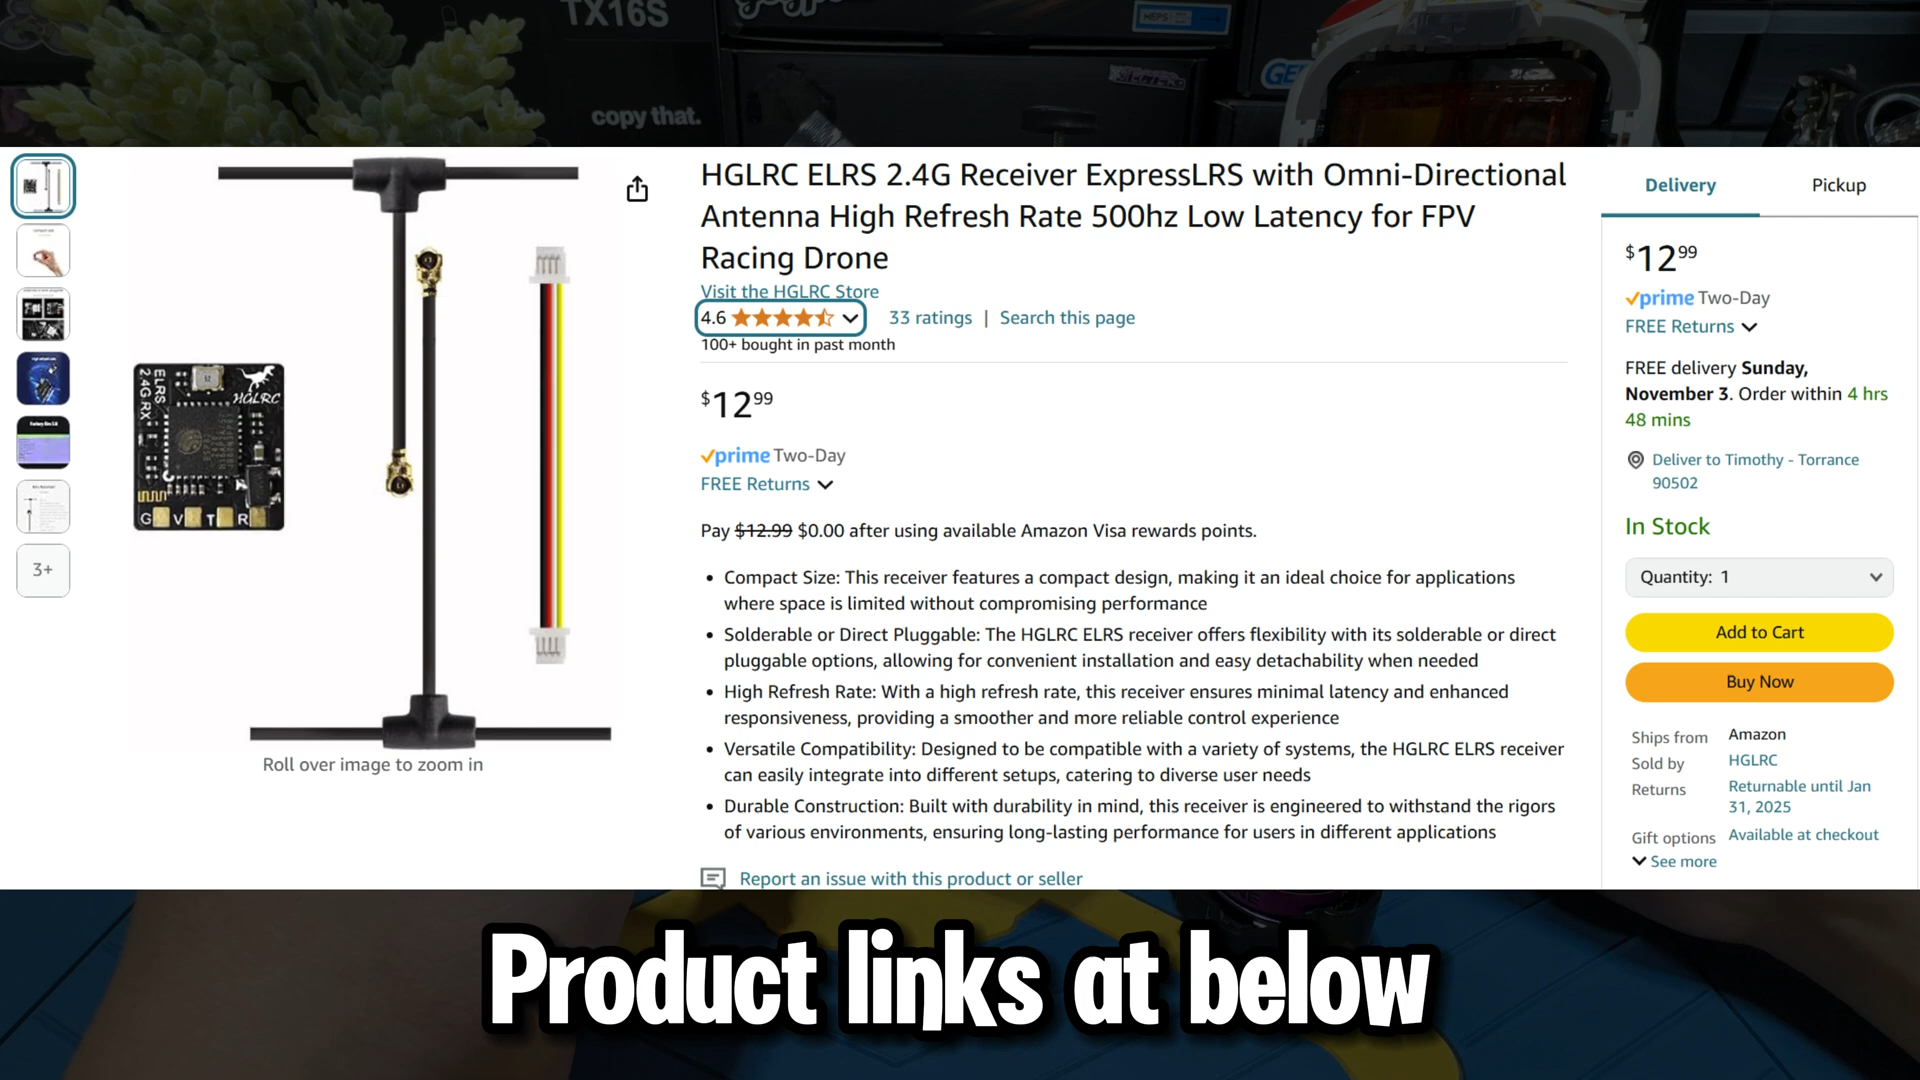 TX16S
HEPS
copy that.
GE
HGLRC ELRS 2.4G Receiver ExpressLRS with Omni-Directional
Antenna High Refresh Rate 500hz Low Latency for FPV
Racing Drone
Visit the HGLRC Store
4.6
33 ratings | Search this page
100+ bought in past month
$12 99
prime Two-Day
FREE Returns
Pay $12.99 $0.00 after using available Amazon Visa rewards points.
• Compact Size: This receiver features a compact design, making it an ideal choice for applications
where space is limited without compromising performance
• Solderable or Direct Pluggable: The HGLRC ELRS receiver offers flexibility with its solderable or direct
pluggable options, allowing for convenient installation and easy detachability when needed
• High Refresh Rate: With a high refresh rate, this receiver ensures minimal latency and enhanced
responsiveness, providing a smoother and more reliable control experience
• Versatile Compatibility: Designed to be compatible with a variety of systems, the HGLRC ELRS receiver
can easily integrate into different setups, catering to diverse user needs
• Durable Construction: Built with durability in mind, this receiver is engineered to withstand the rigors
of various environments, ensuring long-lasting performance for users in different applications
Report an issue with this product or seller
ELRS
2.4G RX
HGLRC
G V T R
3+
Roll over image to zoom in
Delivery Pickup
$12 99
prime Two-Day
FREE Returns
FREE delivery Sunday,
November 3. Order within 4 hrs
48 mins
Deliver to Timothy - Torrance
90502
In Stock
Quantity: 1
Add to Cart
Buy Now
Ships from Amazon
Sold by HGLRC
Returns Returnable until Jan
31, 2025
Gift options Available at checkout
See more
Product links at below